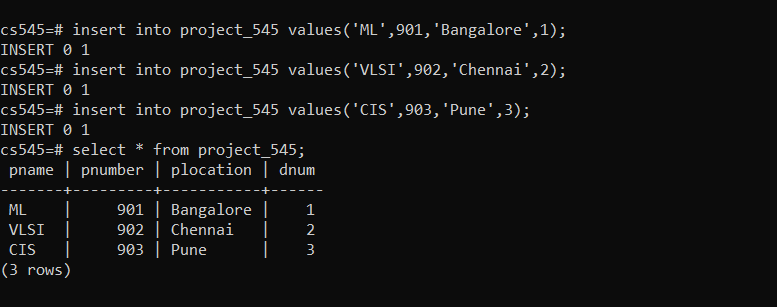 cs545=# insert into project_545 values('ML',901,'Bangalore',1);
INSERT 0 1
cs545=# insert into project_545 values('VLSI',902,'Chennai',2);
INSERT 0 1
cs545=# insert into project_545 values('CIS',903,'Pune',3);
INSERT 0 1
cs545=# select * from project_545;
 pname | pnumber | plocation | dnum
-------+---------+-----------+------
 ML    |     901 | Bangalore |    1
 VLSI  |     902 | Chennai   |    2
 CIS   |     903 | Pune      |    3
(3 rows)